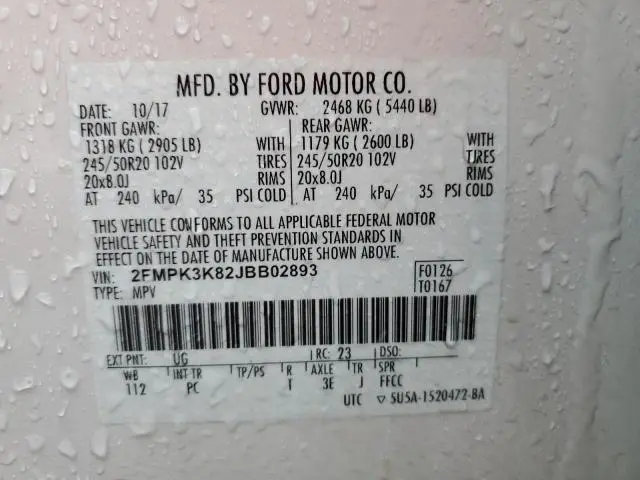 MFD. BY FORD MOTOR CO.
DATE: 10/17 GVWR: 2468 KG ( 5440 LB)
FRONT GAWR: REAR GAWR:
1318 KG ( 2905 LB) WITH 1179 KG ( 2600 LB) WITH
245/50R20 102V TIRES 245/50R20 102V TIRES
20x8.0J RIMS 20x8.0J RIMS
AT 240 kPa/ 35 PSI COLD AT 240 kPa/ 35 PSI COLD
THIS VEHICLE CONFORMS TO ALL APPLICABLE FEDERAL MOTOR
VEHICLE SAFETY AND THEFT PREVENTION STANDARDS IN
EFFECT ON THE DATE OF MANUFACTURE SHOWN ABOVE.
VIN: 2FMPK3K82JBB02893 F0126
TYPE: MPV T0167
EXT PNT: UG RC: 23 DSO:
WB INT TR TP/PS R AXLE TR SPR
112 PC T 3E J FFCC
UTC ▽ SU5A-1520472-BA